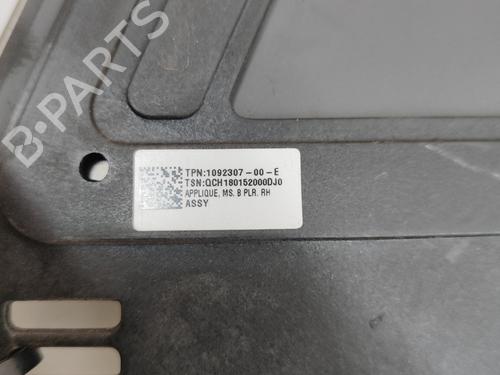 B-PARTS
TPN:1092307-00-E
TSN:QCH180152000DJ0
APPLIQUE, MS. B PLR. RH
ASSY